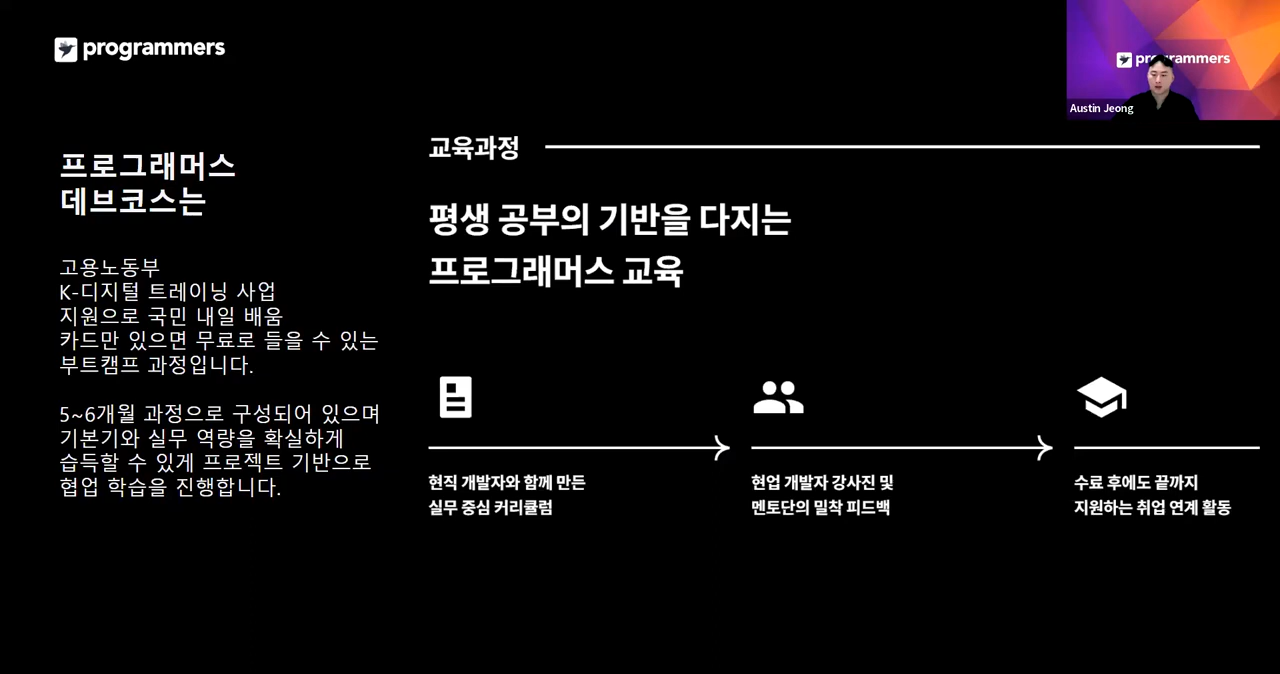 programmers
programmers
Austin Jeong
프로그래머스
데브코스는
고용노동부
K-디지털 트레이닝 사업
지원으로 국민 내일 배움
카드만 있으면 무료로 들을 수 있는
부트캠프 과정입니다.
5~6개월 과정으로 구성되어 있으며
기본기와 실무 역량을 확실하게
습득할 수 있게 프로젝트 기반으로
협업 학습을 진행합니다.
교육과정
평생 공부의 기반을 다지는
프로그래머스 교육
현직 개발자와 함께 만든
실무 중심 커리큘럼
현업 개발자 강사진 및
멘토단의 밀착 피드백
수료 후에도 끝까지
지원하는 취업 연계 활동